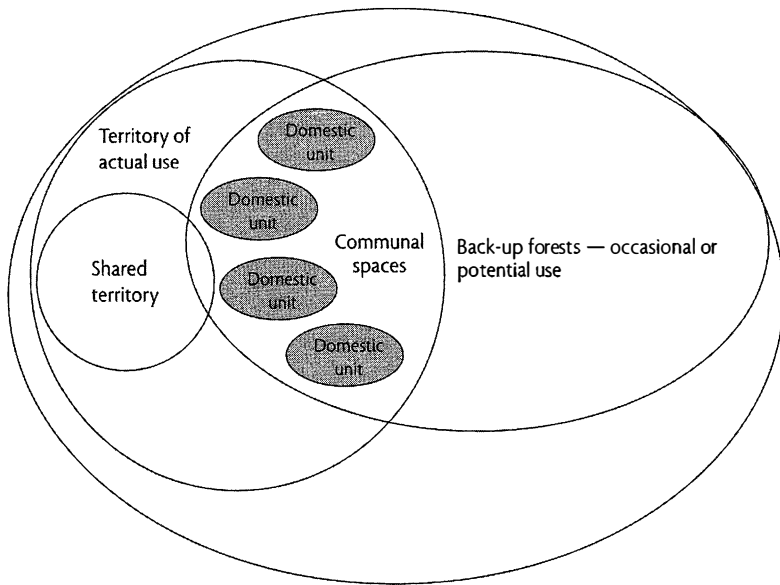 Territory of
actual use
Domestic
unit
Domestic
unit
Shared
territory
Domestic
unit
Domestic
unit
Communal
spaces
Back-up forests — occasional or
potential use